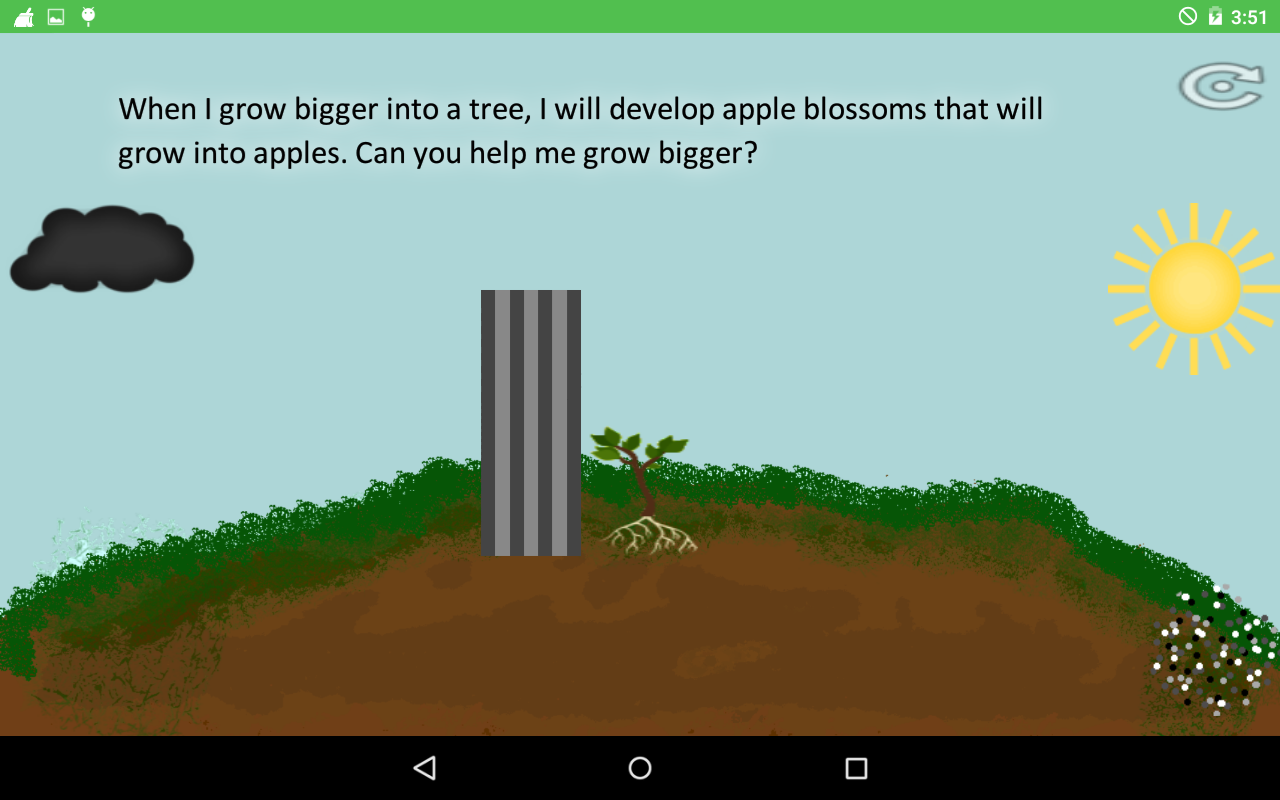 3:51
When I grow bigger into a tree, I will develop apple blossoms that will
grow into apples. Can you help me grow bigger?